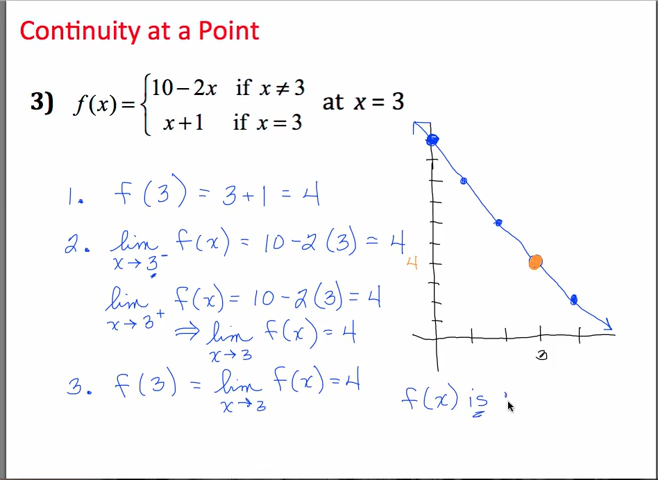 Continuity at a Point
3) f(x) = { 10 − 2x if x ≠ 3
x + 1 if x = 3 at x = 3
1. f(3) = 3 + 1 = 4
2. lim x→3⁻ f(x) = 10 − 2(3) = 4
lim x→3⁺ f(x) = 10 − 2(3) = 4
⇒ lim x→3 f(x) = 4
3. f(3) = lim x→3 f(x) = 4
4
3
f(x) is